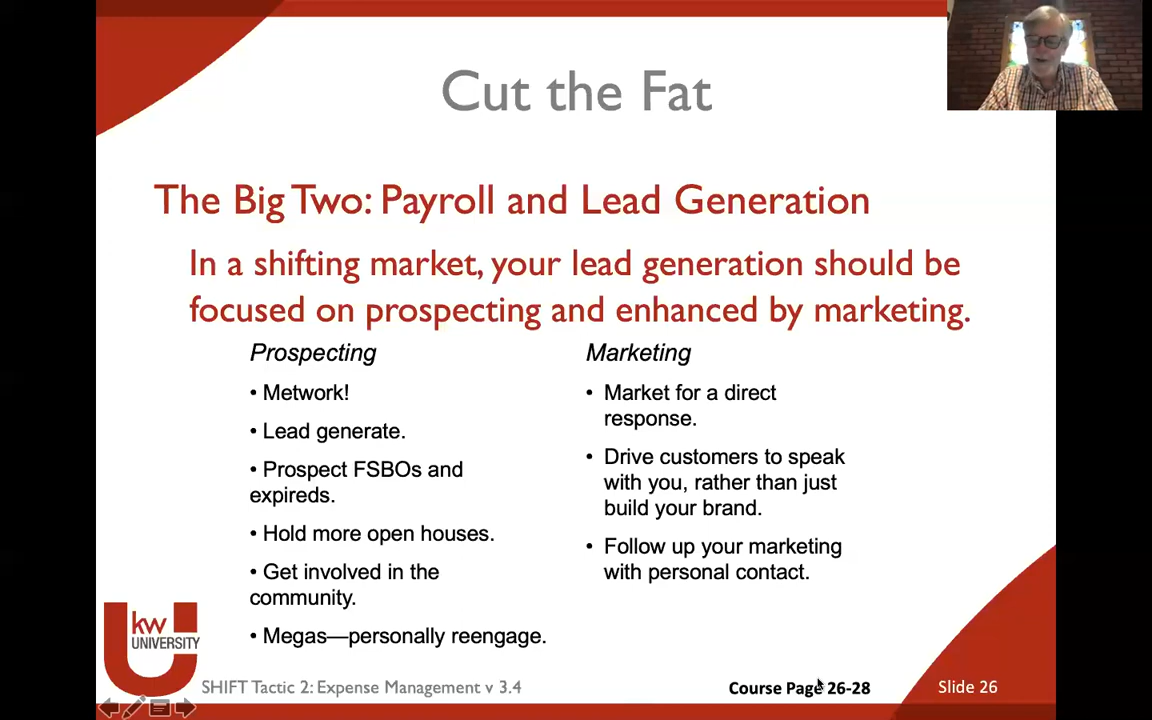 Cut the Fat
The Big Two: Payroll and Lead Generation
In a shifting market, your lead generation should be
focused on prospecting and enhanced by marketing.
Prospecting
• Metwork!
• Lead generate.
• Prospect FSBOs and
expireds.
• Hold more open houses.
• Get involved in the
community.
• Megas—personally reengage.
Marketing
• Market for a direct
response.
• Drive customers to speak
with you, rather than just
build your brand.
• Follow up your marketing
with personal contact.
kw
UNIVERSITY
SHIFT Tactic 2: Expense Management v 3.4
Course Page 26-28
Slide 26